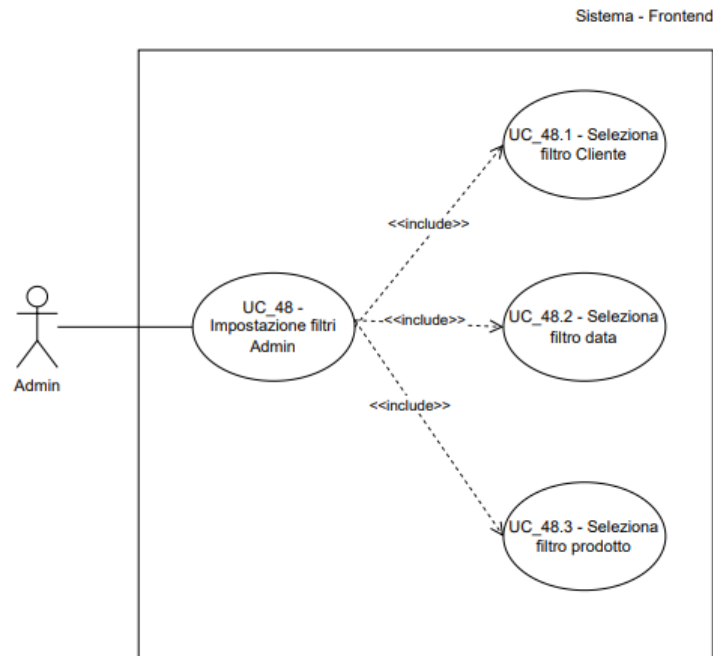 Sistema - Frontend
UC_48.1 - Seleziona
filtro Cliente
<<include>>
UC_48 -
Impostazione filtri
Admin
<<include>>
UC_48.2 - Seleziona
filtro data
Admin
<<include>>
UC_48.3 - Seleziona
filtro prodotto